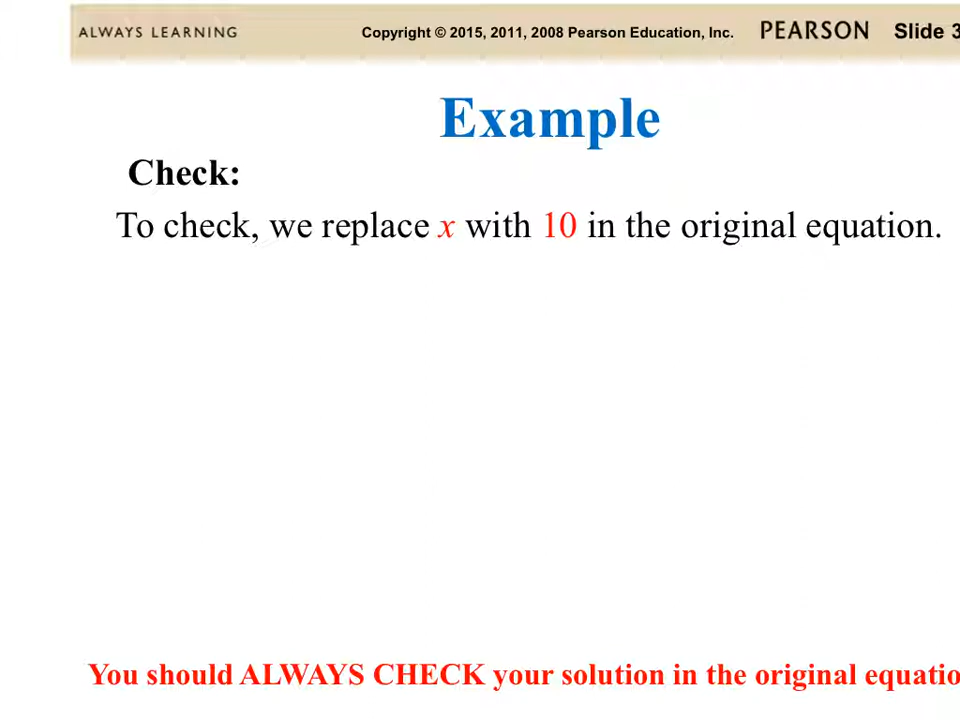 ALWAYS LEARNING Copyright © 2015, 2011, 2008 Pearson Education, Inc. PEARSON Slide 3
Example
Check:
To check, we replace x with 10 in the original equation.
You should ALWAYS CHECK your solution in the original equatio